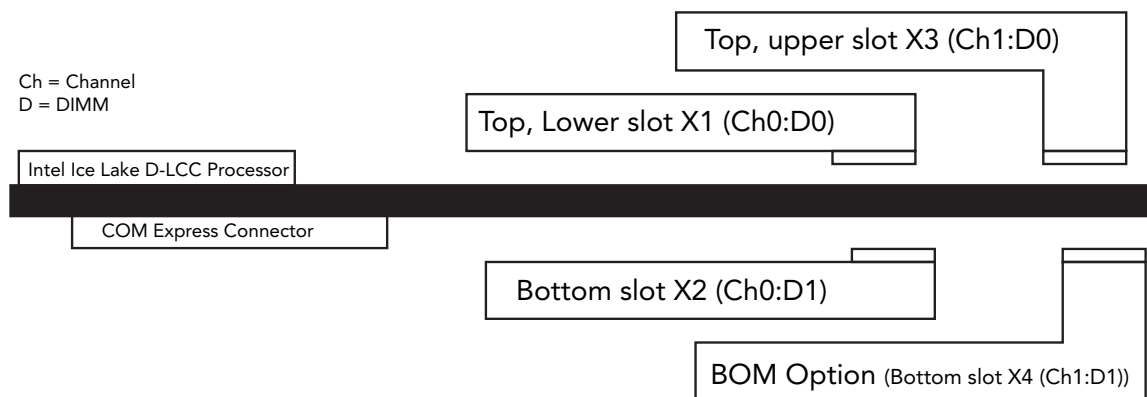 Top, upper slot X3 (Ch1:D0)
Ch = Channel
D = DIMM
Top, Lower slot X1 (Ch0:D0)
Intel Ice Lake D-LCC Processor
COM Express Connector
Bottom slot X2 (Ch0:D1)
BOM Option (Bottom slot X4 (Ch1:D1))